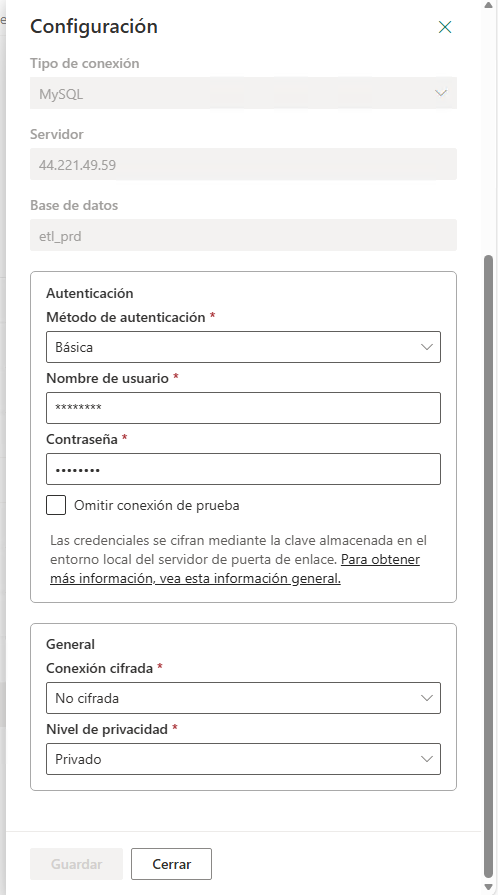 Configuración
Tipo de conexión
MySQL
Servidor
44.221.49.59
Base de datos
etl_prd
Autenticación
Método de autenticación *
Básica
Nombre de usuario *
********
Contraseña *
••••••••
Omitir conexión de prueba
Las credenciales se cifran mediante la clave almacenada en el
entorno local del servidor de puerta de enlace. Para obtener
más información, vea esta información general.
General
Conexión cifrada *
No cifrada
Nivel de privacidad *
Privado
Guardar
Cerrar